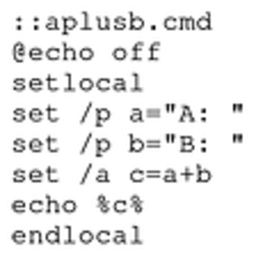 ::aplusb.cmd
@echo off
setlocal
set /p a="A: "
set /p b="B: "
set /a c=a+b
echo %c%
endlocal